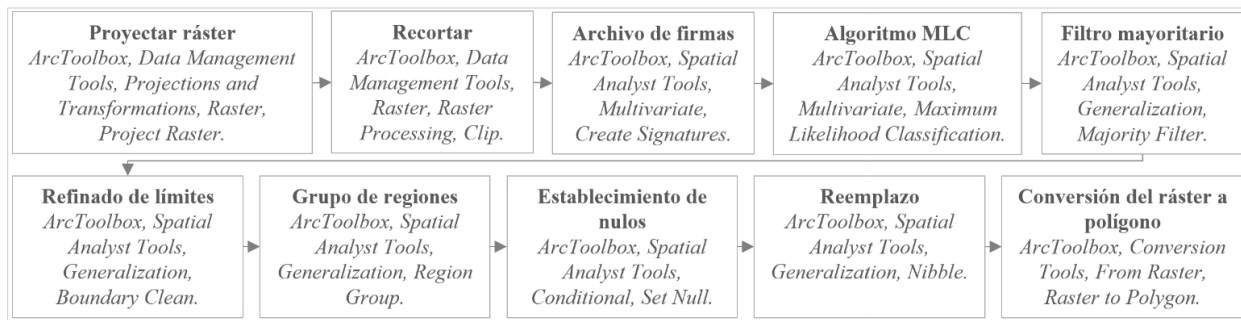 Proyectar ráster
ArcToolbox, Data Management
Tools, Projections and
Transformations, Raster,
Project Raster.
Recortar
ArcToolbox, Data
Management Tools,
Raster, Raster
Processing, Clip.
Archivo de firmas
ArcToolbox, Spatial
Analyst Tools,
Multivariate,
Create Signatures.
Algoritmo MLC
ArcToolbox, Spatial
Analyst Tools,
Multivariate, Maximum
Likelihood Classification.
Filtro mayoritario
ArcToolbox, Spatial
Analyst Tools,
Generalization,
Majority Filter.
Refinado de límites
ArcToolbox, Spatial
Analyst Tools,
Generalization,
Boundary Clean.
Grupo de regiones
ArcToolbox, Spatial
Analyst Tools,
Generalization, Region
Group.
Establecimiento de
nulos
ArcToolbox, Spatial
Analyst Tools,
Conditional, Set Null.
Reemplazo
ArcToolbox, Spatial
Analyst Tools,
Generalization, Nibble.
Conversión del ráster a
polígono
ArcToolbox, Conversion
Tools, From Raster,
Raster to Polygon.